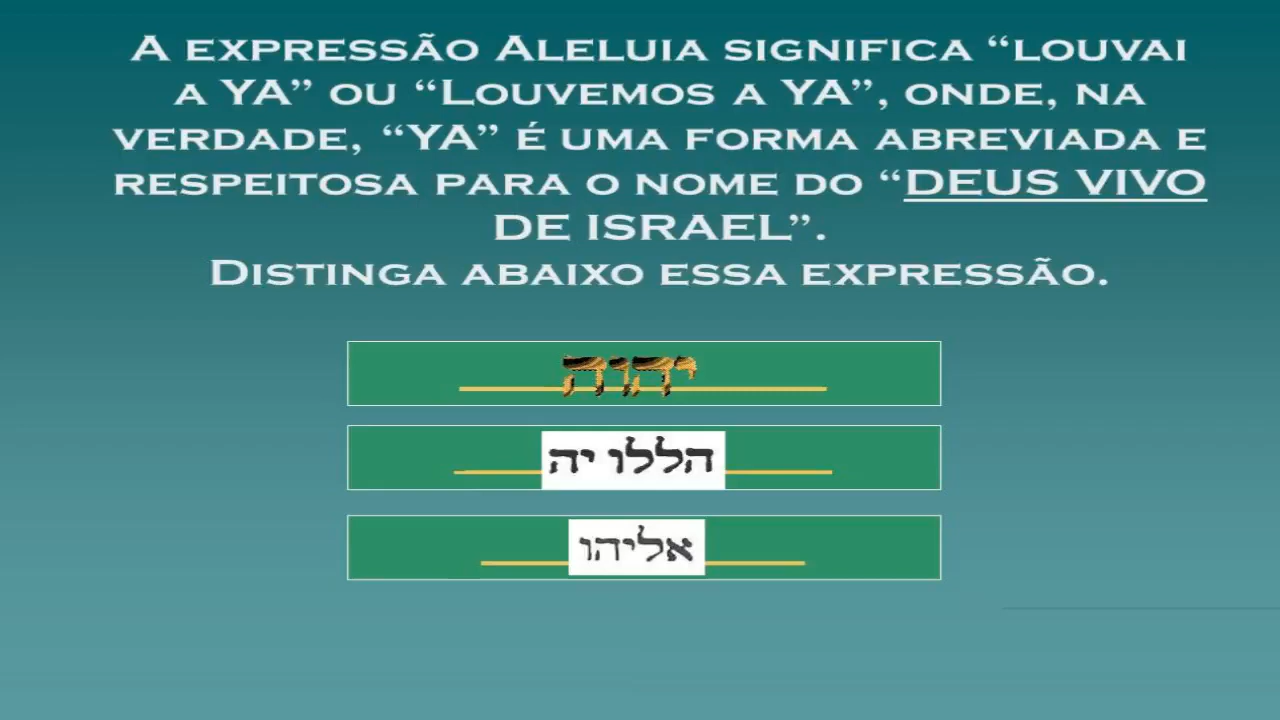 A EXPRESSÃO ALELUIA SIGNIFICA “LOUVAI
A YA” OU “LOUVEMOS A YA”, ONDE, NA
VERDADE, “YA” É UMA FORMA ABREVIADA E
RESPEITOSA PARA O NOME DO “DEUS VIVO
DE ISRAEL”.
DISTINGA ABAIXO ESSA EXPRESSÃO.
יהוה
הללו יה
אליהו